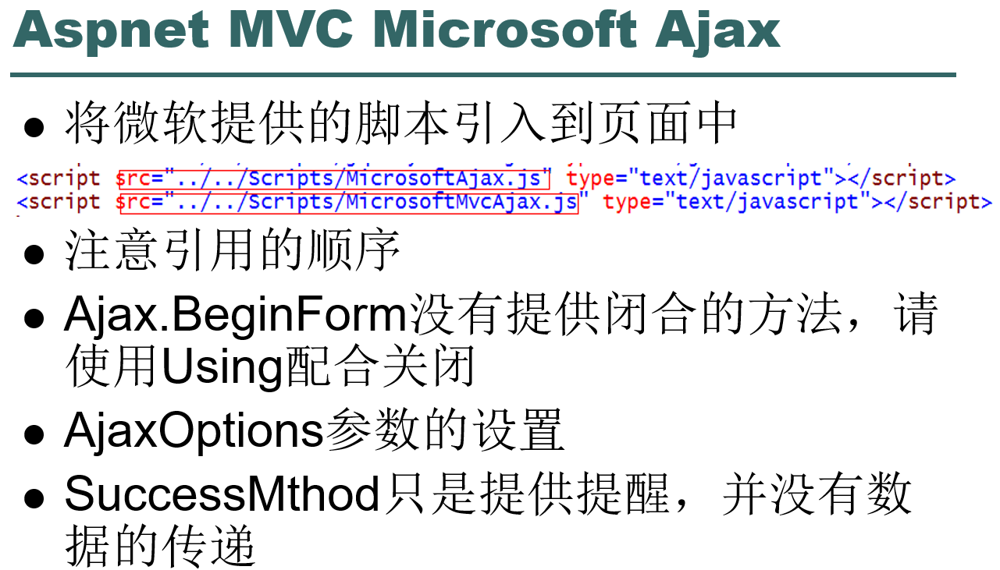 Aspnet MVC Microsoft Ajax
将微软提供的脚本引入到页面中
<script src="../../Scripts/MicrosoftAjax.js" type="text/javascript"></script>
<script src="../../Scripts/MicrosoftMvcAjax.js" type="text/javascript"></script>
注意引用的顺序
Ajax.BeginForm没有提供闭合的方法，请
使用Using配合关闭
AjaxOptions参数的设置
SuccessMthod只是提供提醒，并没有数
据的传递